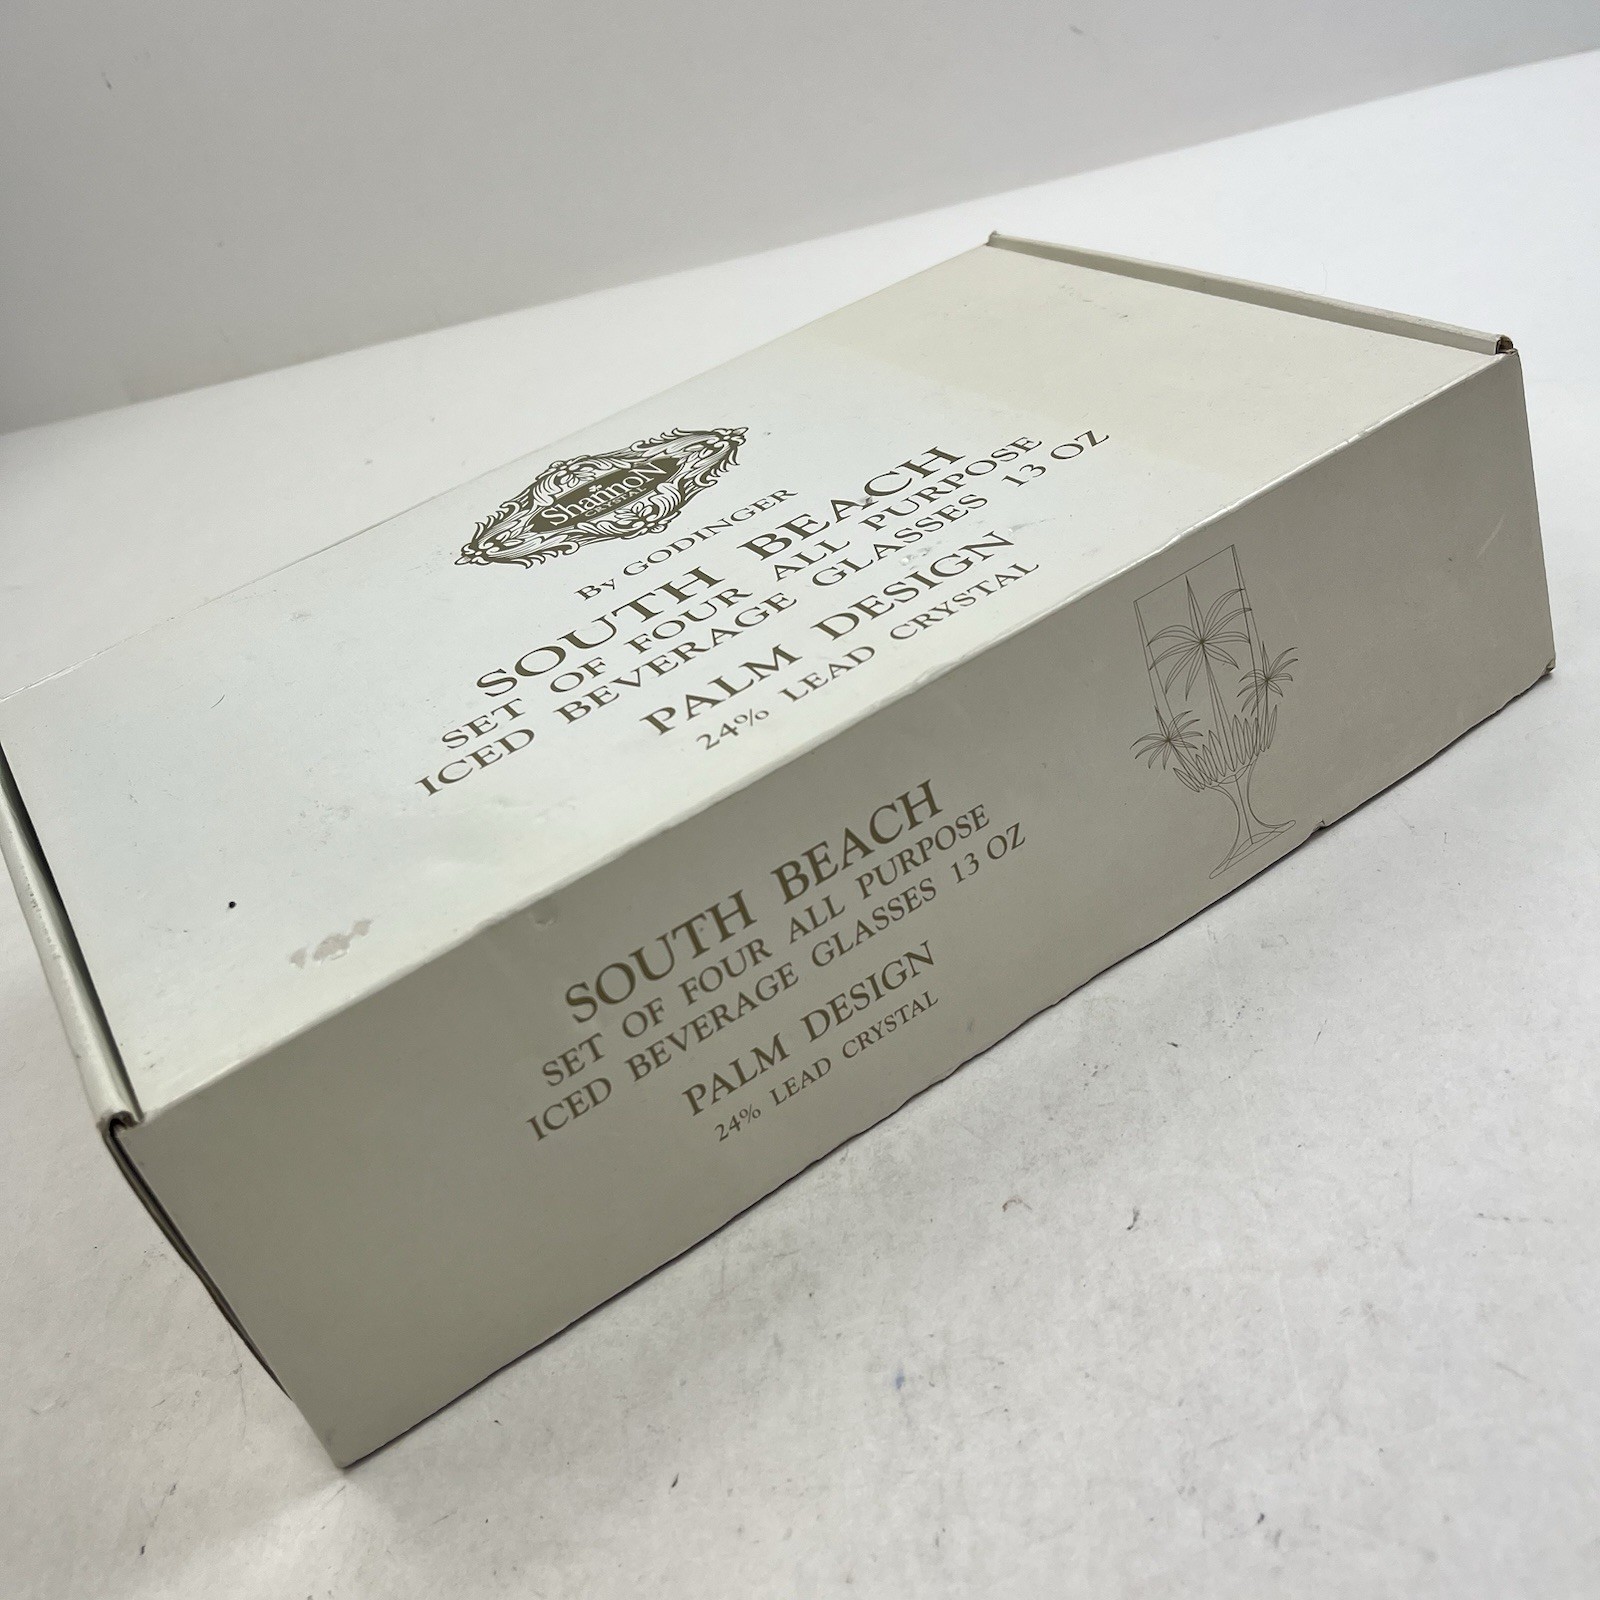 ShannoN
CRYSTAL
By GODINGER
SOUTH BEACH
SET OF FOUR ALL PURPOSE
ICED BEVERAGE GLASSES 13 OZ
PALM DESIGN
24% LEAD CRYSTAL
SOUTH BEACH
SET OF FOUR ALL PURPOSE
ICED BEVERAGE GLASSES 13 OZ
PALM DESIGN
24% LEAD CRYSTAL